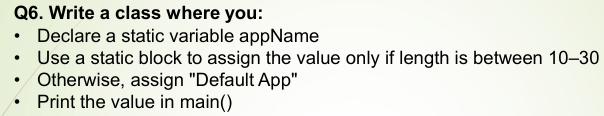 Q6. Write a class where you:
• Declare a static variable appName
• Use a static block to assign the value only if length is between 10–30
• Otherwise, assign "Default App"
• Print the value in main()